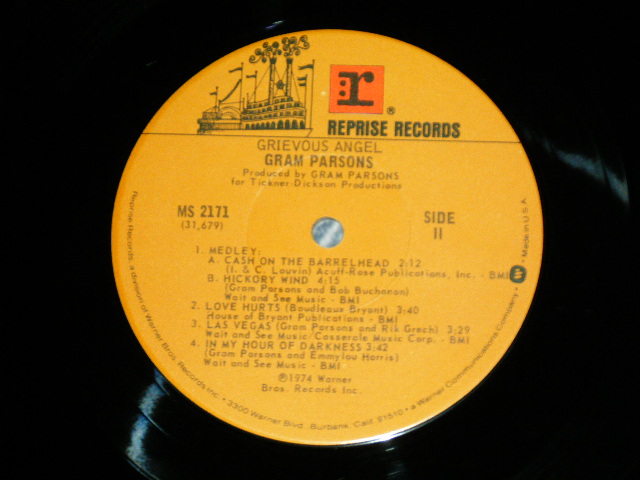 r
®
REPRISE RECORDS
GRIEVOUS ANGEL
GRAM PARSONS
Produced by GRAM PARSONS
for Tickner Dickson Productions
MS 2171
(31,679)
SIDE
II
1. MEDLEY:
A. CASH ON THE BARRELHEAD 2:12
(I. & C. Louvin) Acuff-Rose Publications, Inc. - BMI
B. HICKORY WIND 4:15
(Gram Parsons and Bob Buchanan)
Wait and See Music - BMI
2. LOVE HURTS (Boudleaux Bryant) 3:40
House of Bryant Publications - BMI
3. LAS VEGAS (Gram Parsons and Rik Grech) 3:29
Wait and See Music/Casserole Music Corp. - BMI
4. IN MY HOUR OF DARKNESS 3:42
(Gram Parsons and Emmylou Harris)
Wait and See Music - BMI
℗©1974 Warner
Bros. Records Inc.
Reprise Records, a division of Warner Bros. Records Inc. • 3300 Warner Blvd., Burbank, Calif. 91510 • a Warner Communications Company • W • Made in U.S.A.